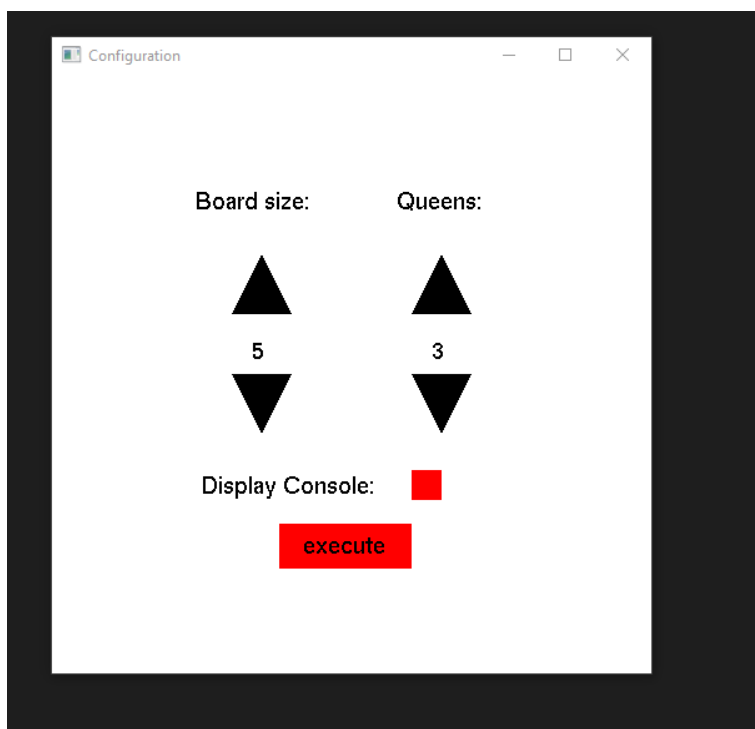 Configuration
Board size: Queens:
5 3
Display Console:
execute